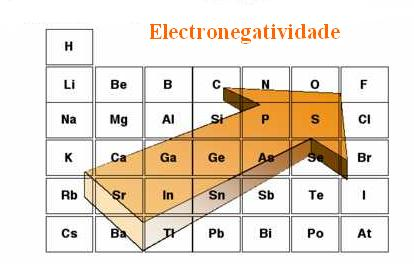 Electronegatividade
H
Li Be B C N O F
Na Mg Al Si P S Cl
K Ca Ga Ge As Se Br
Rb Sr In Sn Sb Te I
Cs Ba Tl Pb Bi Po At